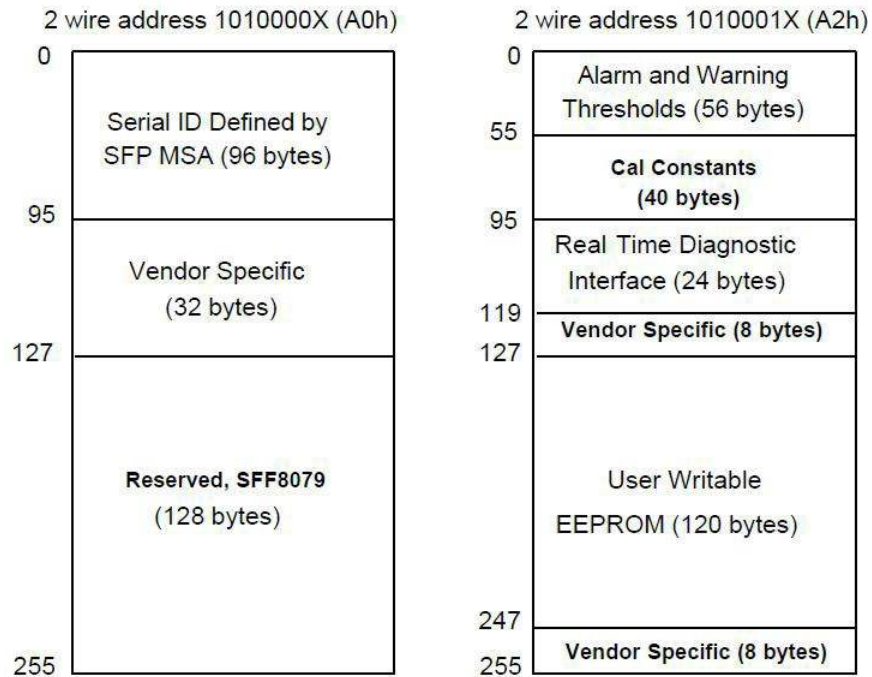 2 wire address 1010000X (A0h)
0
Serial ID Defined by
SFP MSA (96 bytes)
95
Vendor Specific
(32 bytes)
127
Reserved, SFF8079
(128 bytes)
255
2 wire address 1010001X (A2h)
0
Alarm and Warning
Thresholds (56 bytes)
55
Cal Constants
(40 bytes)
95
Real Time Diagnostic
Interface (24 bytes)
119
Vendor Specific (8 bytes)
127
User Writable
EEPROM (120 bytes)
247
Vendor Specific (8 bytes)
255